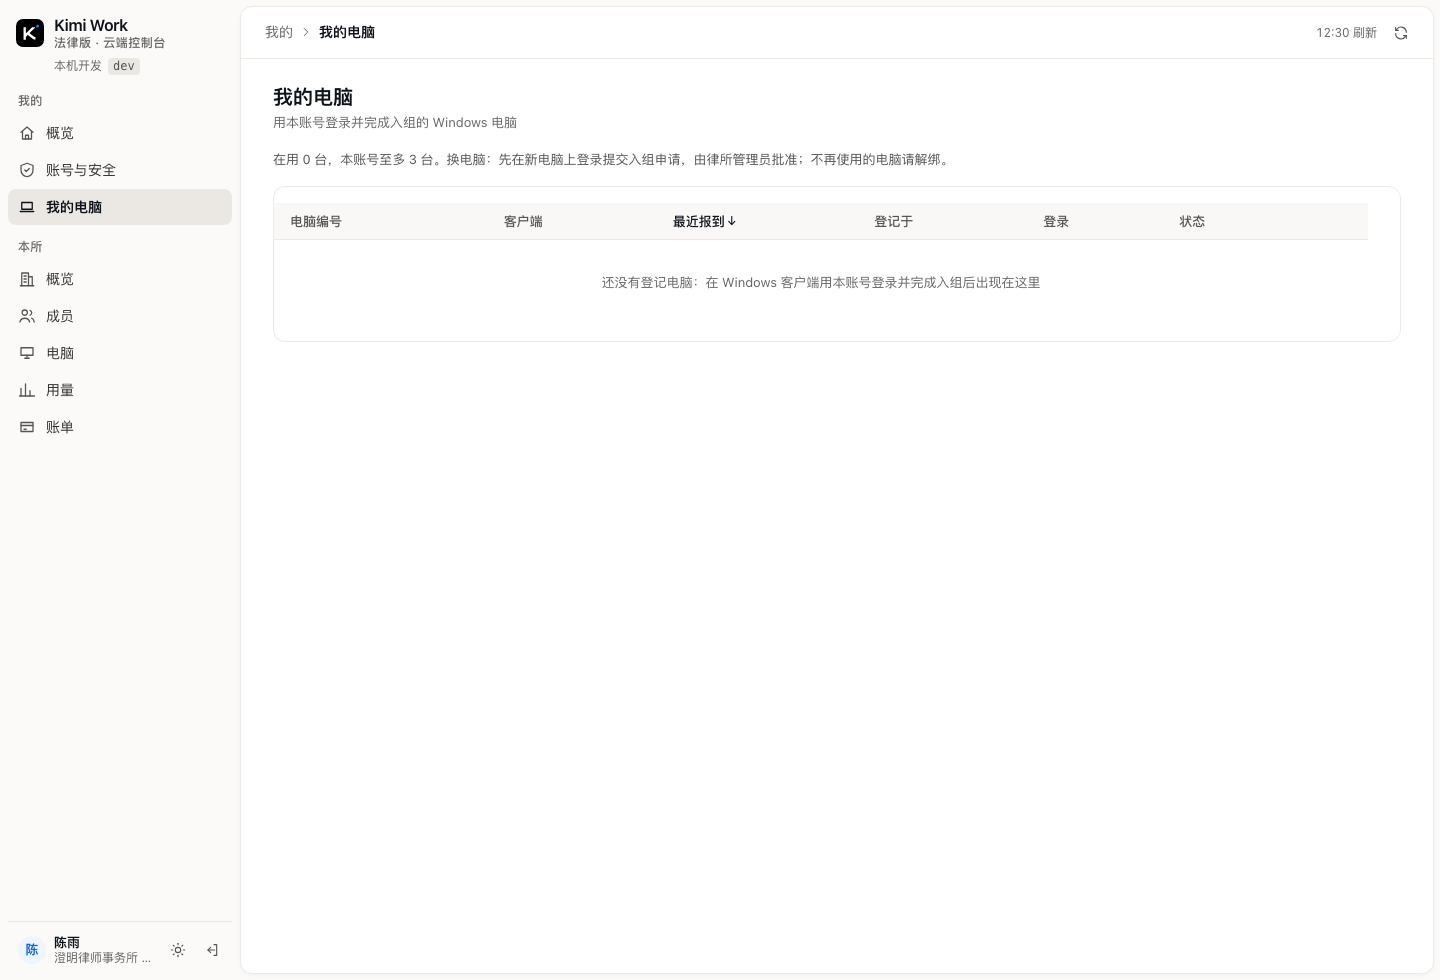 Kimi Work
法律版 · 云端控制台
本机开发 dev
我的
概览
账号与安全
我的电脑
本所
概览
成员
电脑
用量
账单
陈 陈雨
澄明律师事务所 ...
我的 > 我的电脑
12:30 刷新
我的电脑
用本账号登录并完成入组的 Windows 电脑
在用 0 台，本账号至多 3 台。换电脑：先在新电脑上登录提交入组申请，由律所管理员批准；不再使用的电脑请解绑。
电脑编号 客户端 最近报到↓ 登记于 登录 状态
还没有登记电脑：在 Windows 客户端用本账号登录并完成入组后出现在这里